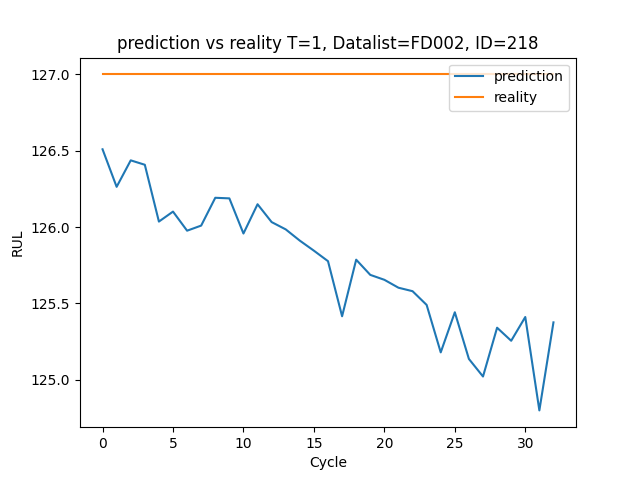 prediction vs reality T=1, Datalist=FD002, ID=218
127.0
126.5
126.0
125.5
125.0
RUL
prediction
reality
0 5 10 15 20 25 30
Cycle